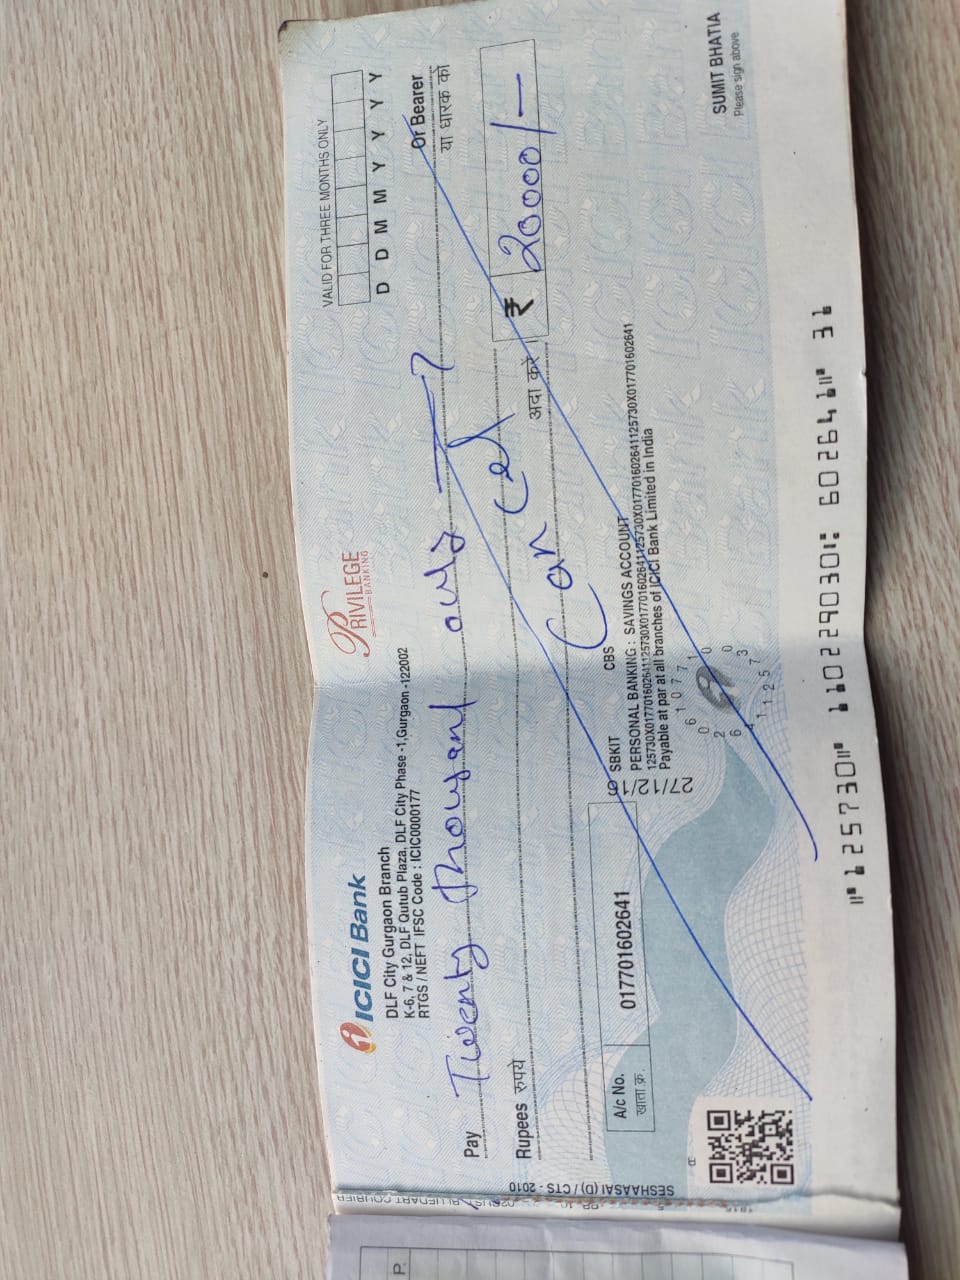 ICICI Bank
PRIVILEGE
BANKING
VALID FOR THREE MONTHS ONLY
D D M M Y Y Y Y
DLF City Gurgaon Branch
K-6, 7 & 12, DLF Qutub Plaza, DLF City Phase -1,Gurgaon -122002
RTGS / NEFT IFSC Code : ICIC0000177
Pay Twenty Thousand only
Or Bearer
या धारक को
Rupees रुपये
Cancel
अदा करें ₹ 20000/-
A/c No.
खाता क्र.
017701602641
SBKIT CBS
PERSONAL BANKING : SAVINGS ACCOUNT
125730X017701602641125730X017701602641125730X017701602641125730X017701602641
Payable at par at all branches of ICICI Bank Limited in India
27/12/16
SUMIT BHATIA
Please sign above
SESHAASAI (D) / CTS - 2010
⑈125730⑈ 110229030⑆ 602641⑈ 31
P.